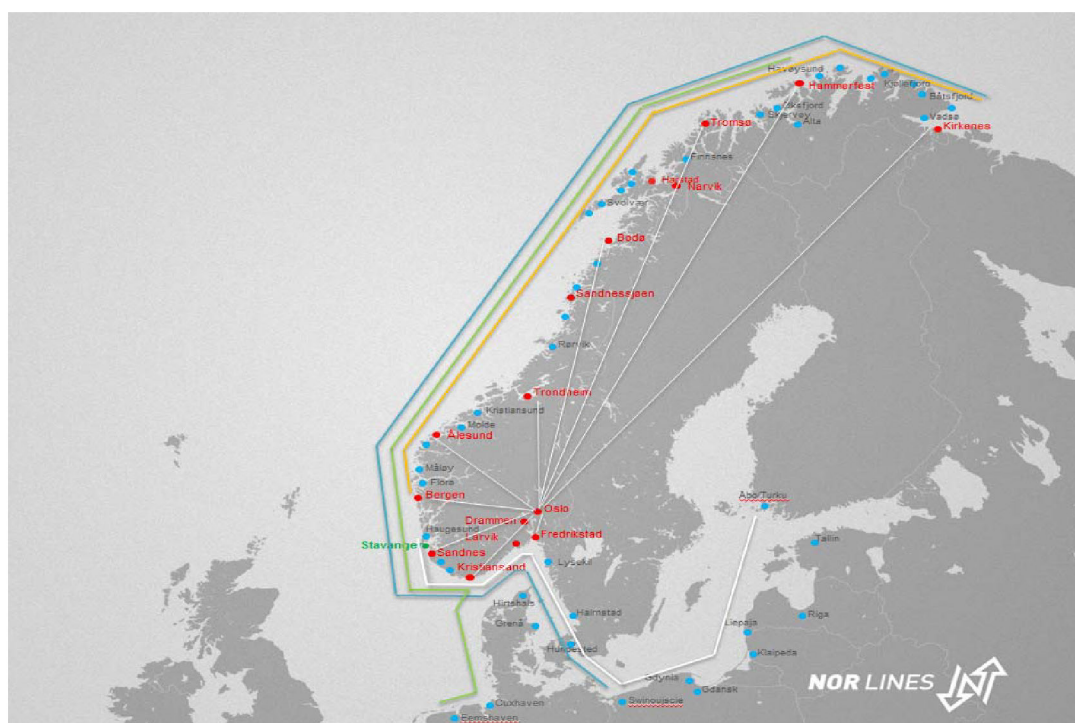 Havøysund
Kjøllefjord
Hammerfest
Båtsfjord
Øksfjord
Skjervøy
Alta
Vadsø
Kirkenes
Tromsø
Finnsnes
Harstad
Narvik
Svolvær
Bodø
Sandnessjøen
Rørvik
Trondheim
Kristiansund
Molde
Ålesund
Måløy
Florø
Bergen
Oslo
Åbo/Turku
Drammen
Haugesund
Fredrikstad
Larvik
Stavange
Sandnes
Tallin
Lysekil
Kristiansand
Hirtshals
Halmstad
Riga
Grenå
Liepaja
Hundested
Klaipeda
Gdynia
NOR LINES
Gdansk
Swinoujscie
Cuxhaven
Eemshaven